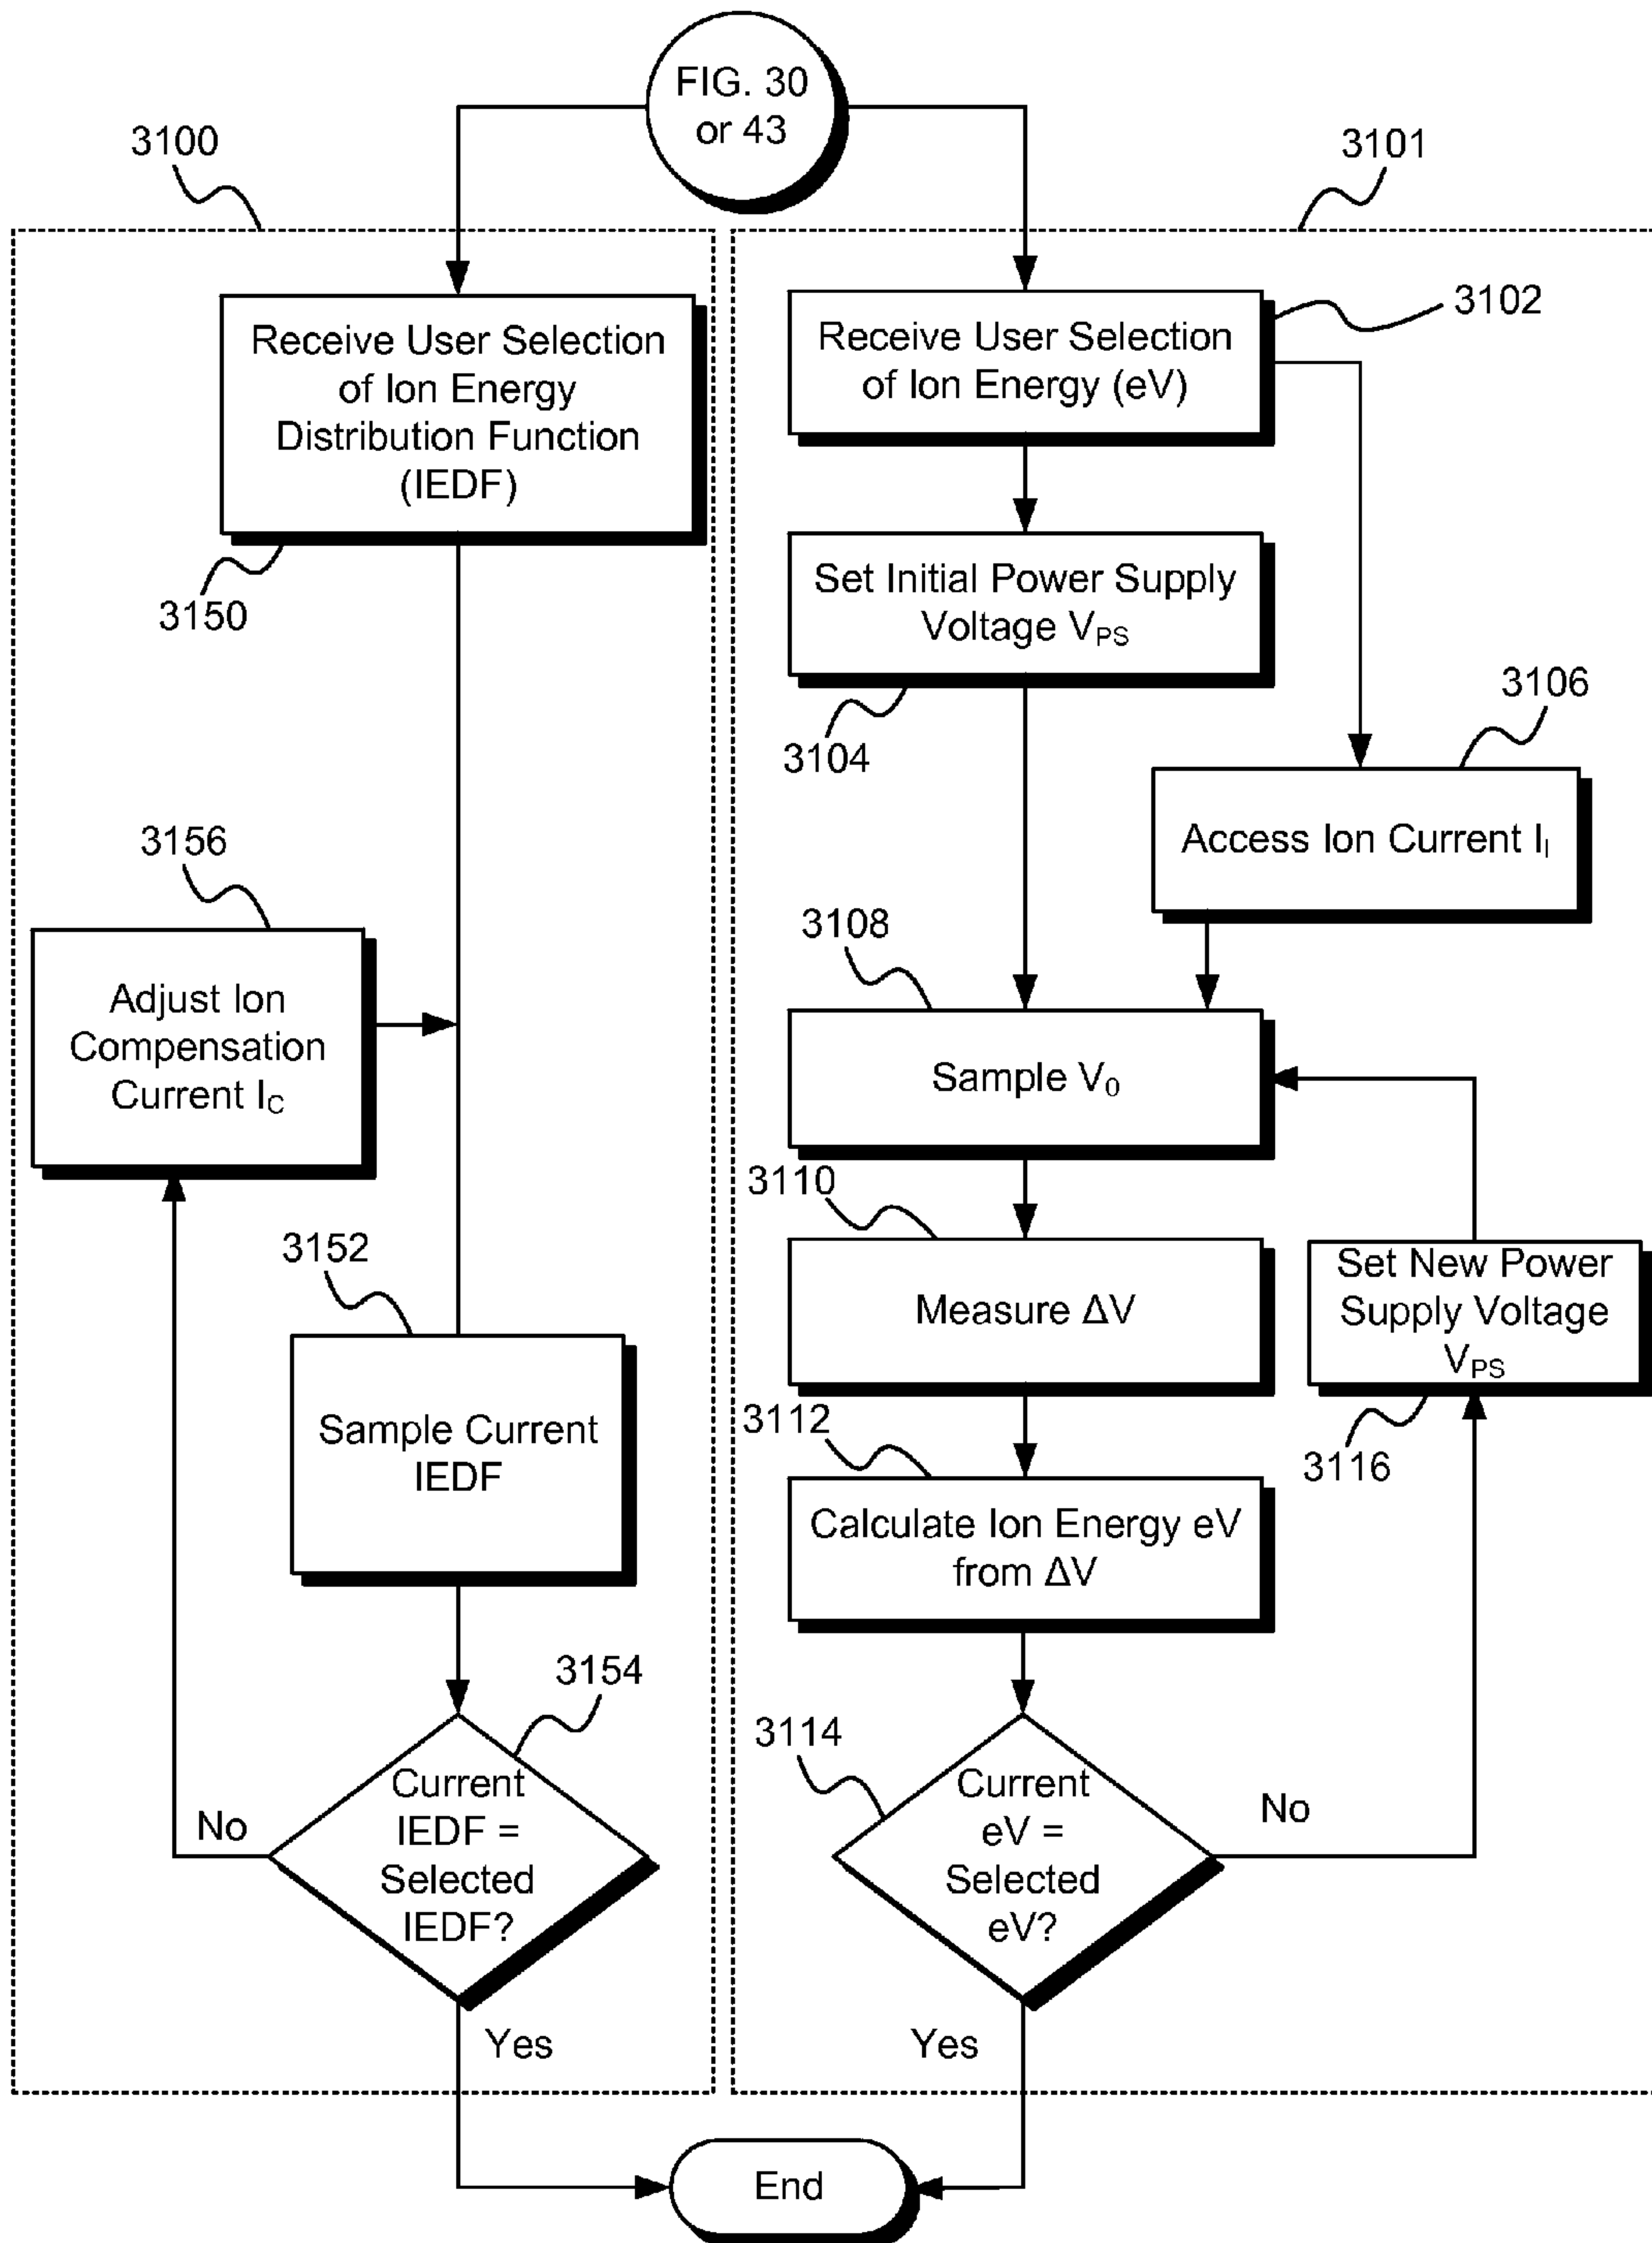 FIG. 30
or 43
3100
3101
Receive User Selection
of Ion Energy
Distribution Function
(IEDF)
3150
Receive User Selection
of Ion Energy (eV)
3102
Set Initial Power Supply
Voltage VPS
3104
3106
Access Ion Current II
3156
Adjust Ion
Compensation
Current IC
3108
Sample V0
3110
Measure ΔV
Set New Power
Supply Voltage
VPS
3116
3152
Sample Current
IEDF
3112
Calculate Ion Energy eV
from ΔV
3154
Current
IEDF =
Selected
IEDF?
No
Yes
3114
Current
eV =
Selected
eV?
No
Yes
End